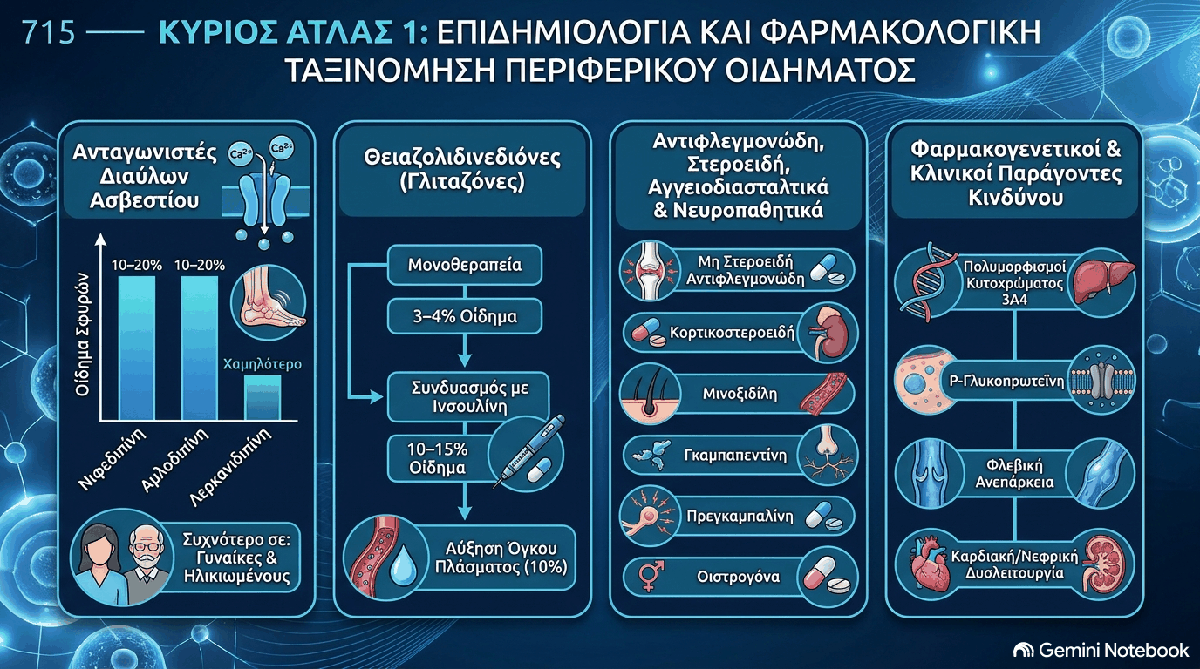 715 — ΚΥΡΙΟΣ ΑΤΛΑΣ 1: ΕΠΙΔΗΜΙΟΛΟΓΙΑ ΚΑΙ ΦΑΡΜΑΚΟΛΟΓΙΚΗ
ΤΑΞΙΝΟΜΗΣΗ ΠΕΡΙΦΕΡΙΚΟΥ ΟΙΔΗΜΑΤΟΣ
Ανταγωνιστές
Διαύλων
Ασβεστίου
Ca²⁺
Ca²⁺
Οίδημα Σφυρών
10–20%
10–20%
Χαμηλότερο
Νιφεδιπίνη
Αμλοδιπίνη
Λερκανιδιπίνη
Συχνότερο σε:
Γυναίκες &
Ηλικιωμένους
Θειαζολιδινεδιόνες
(Γλιταζόνες)
Μονοθεραπεία
3–4% Οίδημα
Συνδυασμός με
Ινσουλίνη
10–15%
Οίδημα
Αύξηση Όγκου
Πλάσματος (10%)
Αντιφλεγμονώδη,
Στεροειδή,
Αγγειοδιασταλτικά
& Νευροπαθητικά
Μη Στεροειδή
Αντιφλεγμονώδη
Κορτικοστεροειδή
Μινοξιδίλη
Γκαμπαπεντίνη
Πρεγκαμπαλίνη
Οιστρογόνα
Φαρμακογενετικοί &
Κλινικοί Παράγοντες
Κινδύνου
Πολυμορφισμοί
Κυτοχρώματος
3Α4
Ρ-Γλυκοπρωτεΐνη
Φλεβική
Ανεπάρκεια
Καρδιακή/Νεφρική
Δυσλειτουργία
Gemini Notebook